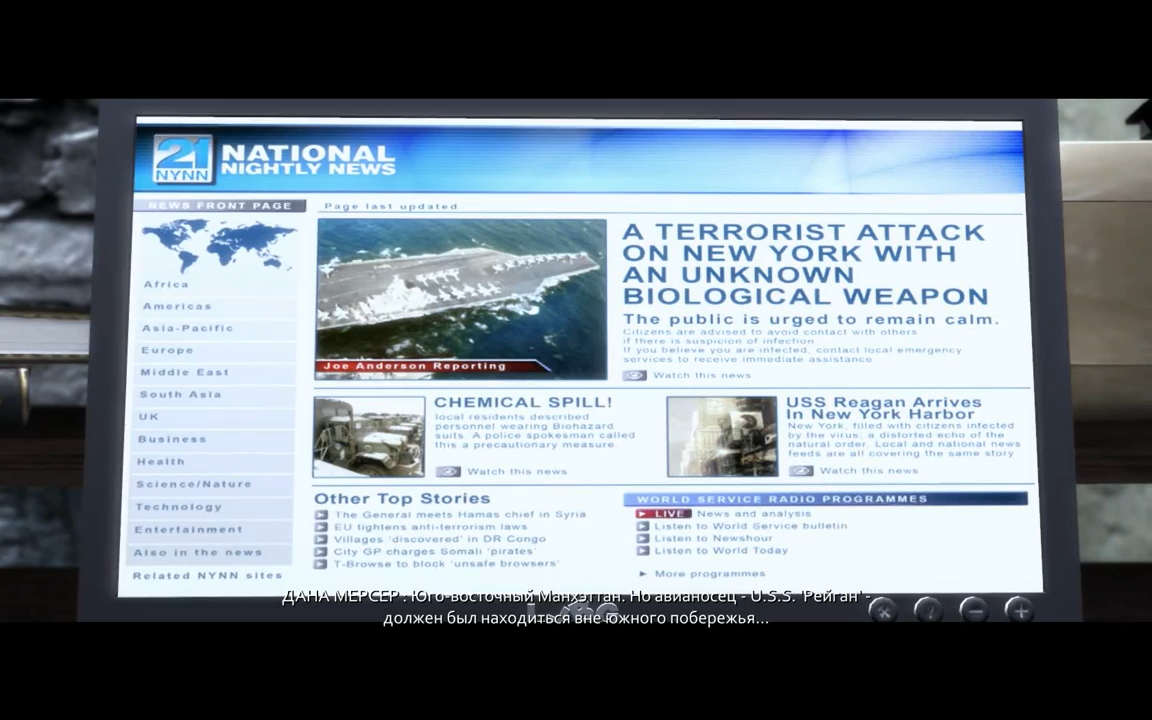 21
NYNN
NATIONAL
NIGHTLY NEWS
NEWS FRONT PAGE
Page last updated
Africa
Americas
Asia-Pacific
Europe
Middle East
South Asia
UK
Business
Health
Science/Nature
Technology
Entertainment
Also in the news
Related NYNN sites
Joe Anderson Reporting
A TERRORIST ATTACK
ON NEW YORK WITH
AN UNKNOWN
BIOLOGICAL WEAPON
The public is urged to remain calm.
Citizens are advised to avoid contact with others
if there is suspicion of infection
If you believe you are infected, contact local emergency
services to receive immediate assistance
Watch this news
CHEMICAL SPILL!
local residents described
personnel wearing Biohazard
suits. A police spokesman called
this a precautionary measure
Watch this news
USS Reagan Arrives
In New York Harbor
New York, filled with citizens infected
by the virus; a distorted echo of the
natural order. Local and national news
feeds are all covering the same story
Watch this news
Other Top Stories
The General meets Hamas chief in Syria
EU tightens anti-terrorism laws
Villages 'discovered' in DR Congo
City GP charges Somali 'pirates'
T-Browse to block 'unsafe browsers'
WORLD SERVICE RADIO PROGRAMMES
LIVE News and analysis
Listen to World Service bulletin
Listen to Newshour
Listen to World Today
More programmes
ДАНА МЕРСЕР : Юго-восточный Манхэттан. Но авианосец - U.S.S. 'Рейган' -
должен был находиться вне южного побережья...